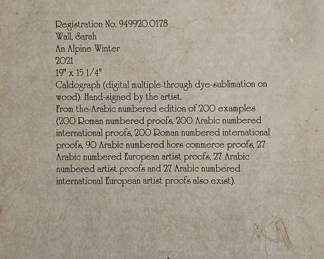 Registration No. 949920.0178
Wall, Sarah
An Alpine Winter
2021
19" x 15 1/4"
Caldograph (digital multiple through dye-sublimation on
wood). Hand-signed by the artist.
From the Arabic numbered edition of 200 examples
(200 Roman numbered proofs, 200 Arabic numbered
international proofs, 200 Roman numbered international
proofs, 90 Arabic numbered hors commerce proofs, 27
Arabic numbered European artist proofs, 27 Arabic
numbered artist proofs and 27 Arabic numbered
international European artist proofs also exist).